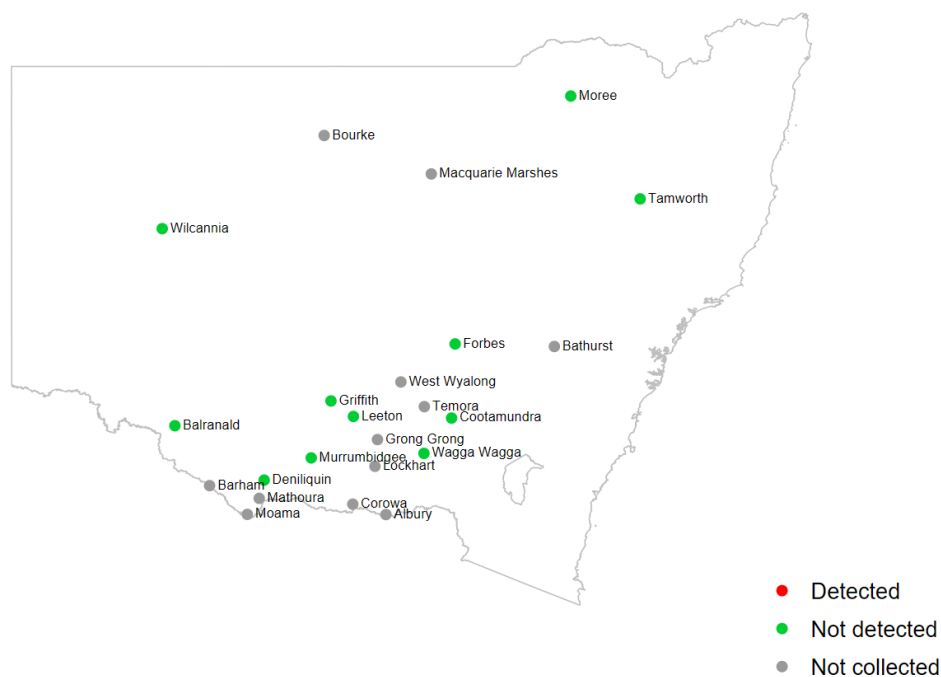 Moree
Bourke
Macquarie Marshes
Tamworth
Wilcannia
Forbes
Bathurst
West Wyalong
Griffith
Temora
Leeton
Cootamundra
Balranald
Grong Grong
Wagga Wagga
Murrumbidgee
Lockhart
Deniliquin
Barham
Mathoura
Corowa
Moama
Albury
Detected
Not detected
Not collected